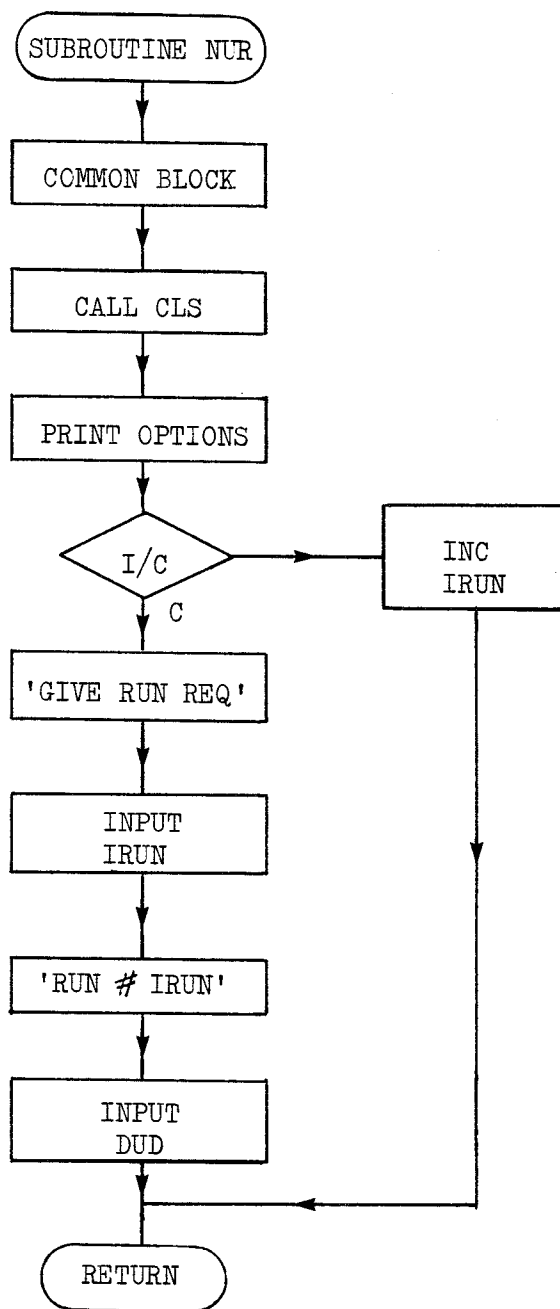 SUBROUTINE NUR
COMMON BLOCK
CALL CLS
PRINT OPTIONS
I/C
INC
IRUN
C
'GIVE RUN REQ'
INPUT
IRUN
'RUN # IRUN'
INPUT
DUD
RETURN